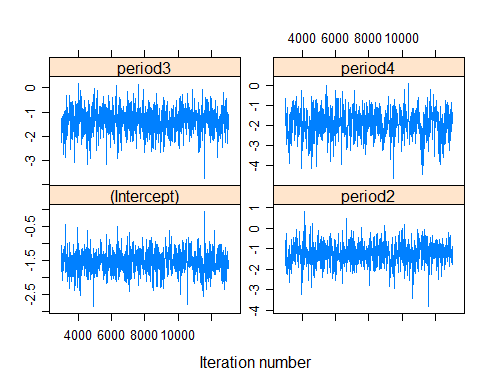 4000 6000 8000 10000
period3 period4
0 -1 -2 -3
0 -1 -2 -3 -4
(Intercept) period2
-0.5 -1.5 -2.5
1 0 -1 -2 -3 -4
4000 6000 8000 10000
Iteration number